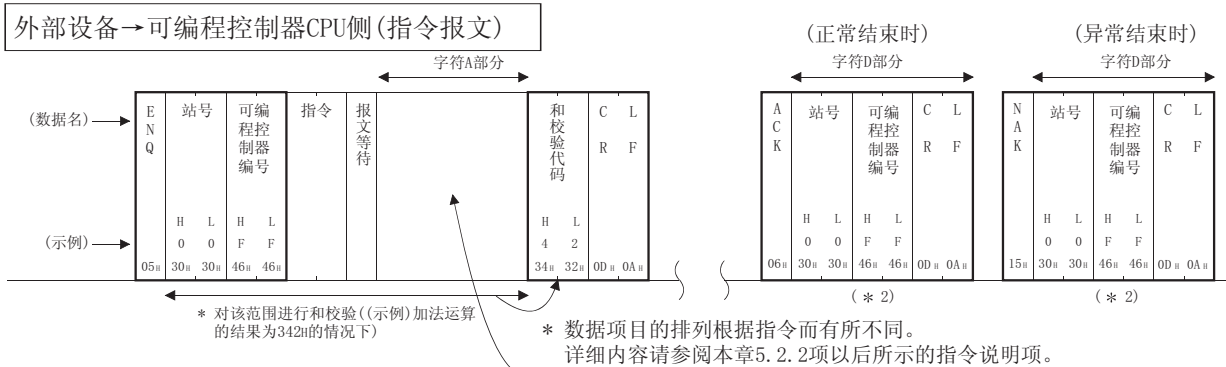 外部设备→可编程控制器CPU侧(指令报文)
(正常结束时)
(异常结束时)
字符A部分
字符D部分
字符D部分
(数据名)
ENQ
站号
可编程控制器编号
指令
报文等待
和校验代码
CR
LF
ACK
站号
可编程控制器编号
CR
LF
NAK
站号
可编程控制器编号
CR
LF
H L H L H L H L H L H L H L
(示例)
0 0 F F 4 2 0 0 F F 0 0 F F
05H 30H 30H 46H 46H 34H 32H 0DH 0AH 06H 30H 30H 46H 46H 0DH 0AH 15H 30H 30H 46H 46H 0DH 0AH
(*2)
(*2)
* 对该范围进行和校验((示例)加法运算
的结果为342H的情况下)
* 数据项目的排列根据指令而有所不同。
详细内容请参阅本章5.2.2项以后所示的指令说明项。